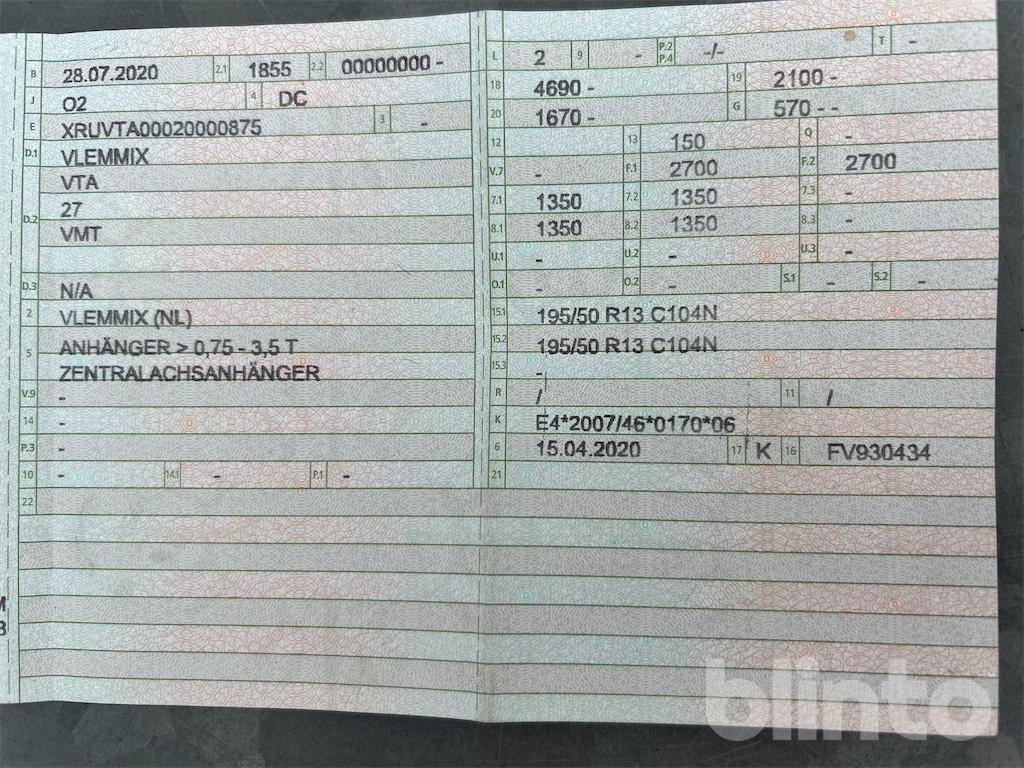 B 28.07.2020 2.1 1855 2.2 00000000 -
J O2 4 DC
E XRUVTA00020000875 3 -
D.1 VLEMMIX
VTA
D.2 27
VMT
D.3 N/A
2 VLEMMIX (NL)
5 ANHÄNGER > 0,75 - 3,5 T
ZENTRALACHSANHÄNGER
V.9 -
14 -
P.3 -
10 - 14.1 - P.1 -
22
L 2 9 - P.2 P.4 -/- T -
18 4690 - 19 2100 -
20 1670 - G 570 - -
12 13 150 Q -
V.7 - F.1 2700 F.2 2700
7.1 1350 7.2 1350 7.3 -
8.1 1350 8.2 1350 8.3 -
U.1 - U.2 - U.3 -
O.1 - O.2 - S.1 - S.2 - -
15.1 195/50 R13 C104N
15.2 195/50 R13 C104N
15.3 -
R / 11 /
K E4*2007/46*0170*06
6 15.04.2020 17 K 16 FV930434
21
M
3
blinto